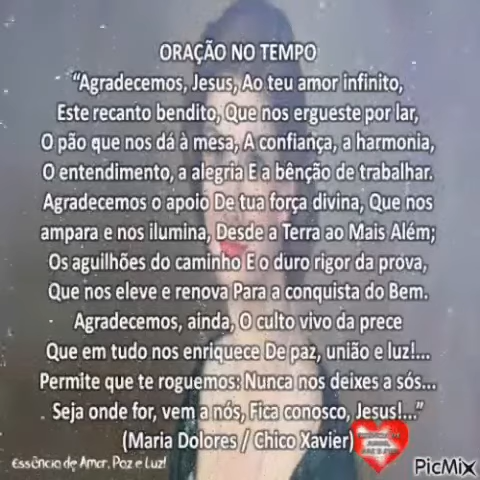 ORAÇÃO NO TEMPO
“Agradecemos, Jesus, Ao teu amor infinito,
Este recanto bendito, Que nos ergueste por lar,
O pão que nos dá à mesa, A confiança, a harmonia,
O entendimento, a alegria E a bênção de trabalhar.
Agradecemos o apoio De tua força divina, Que nos
ampara e nos ilumina, Desde a Terra ao Mais Além;
Os aguilhões do caminho E o duro rigor da prova,
Que nos eleve e renova Para a conquista do Bem.
Agradecemos, ainda, O culto vivo da prece
Que em tudo nos enriquece De paz, união e luz!...
Permite que te roguemos: Nunca nos deixes a sós...
Seja onde for, vem a nós, Fica conosco, Jesus!...”
(Maria Dolores / Chico Xavier)
Essência de Amor, Paz e Luz!
PicMix